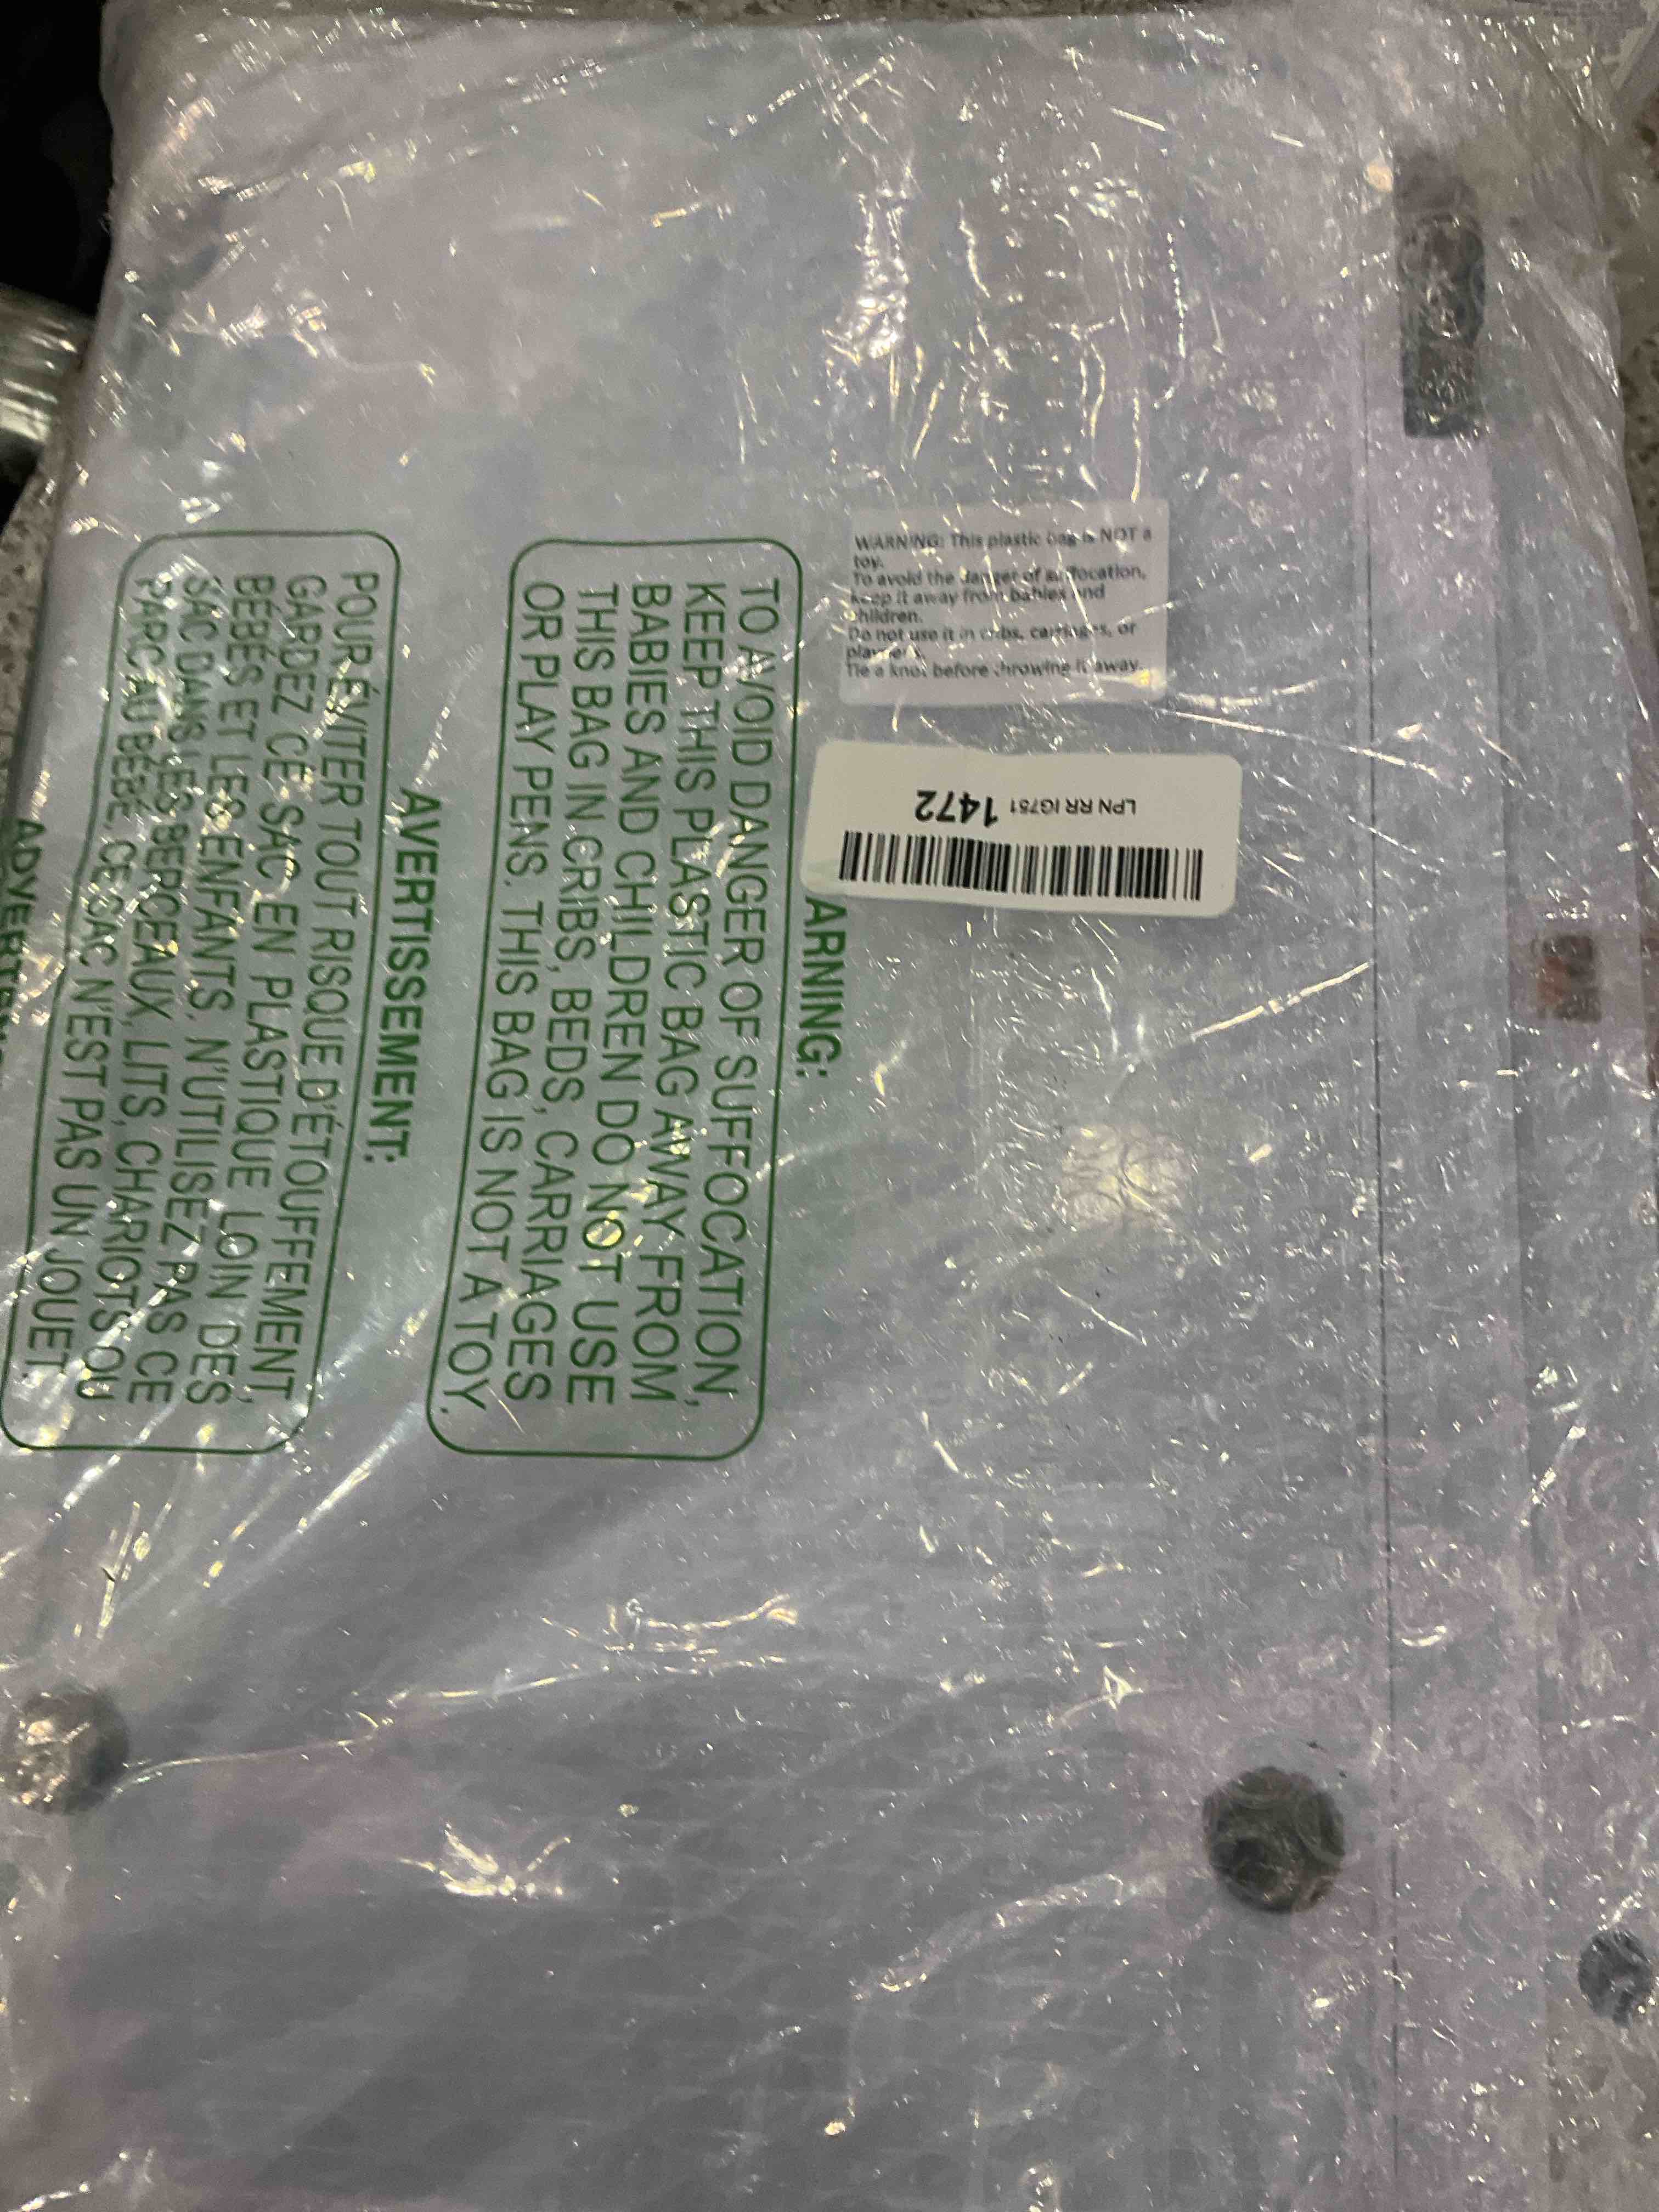 WARNING: This plastic bag is NOT a
toy.
To avoid the danger of suffocation,
keep it away from babies and
children.
Do not use it in cribs, carriages, or
Tie a knot before throwing it away.
LPN RR IG751 1472
ARNING:
TO AVOID DANGER OF SUFFOCATION,
KEEP THIS PLASTIC BAG AWAY FROM
BABIES AND CHILDREN DO NOT USE
THIS BAG IN CRIBS, BEDS, CARRIAGES
OR PLAY PENS. THIS BAG IS NOT A TOY.
AVERTISSEMENT:
POUR ÉVITER TOUT RISQUE D'ÉTOUFFEMENT
GARDEZ CE SAC EN PLASTIQUE LOIN DES
BÉBÉS ET LES ENFANTS, N'UTILISEZ PAS CE
SAC DANS LES BERCEAUX, LITS, CHARIOTS OU
PARC AU BÉBÉ. CE SAC N'EST PAS UN JOUET.